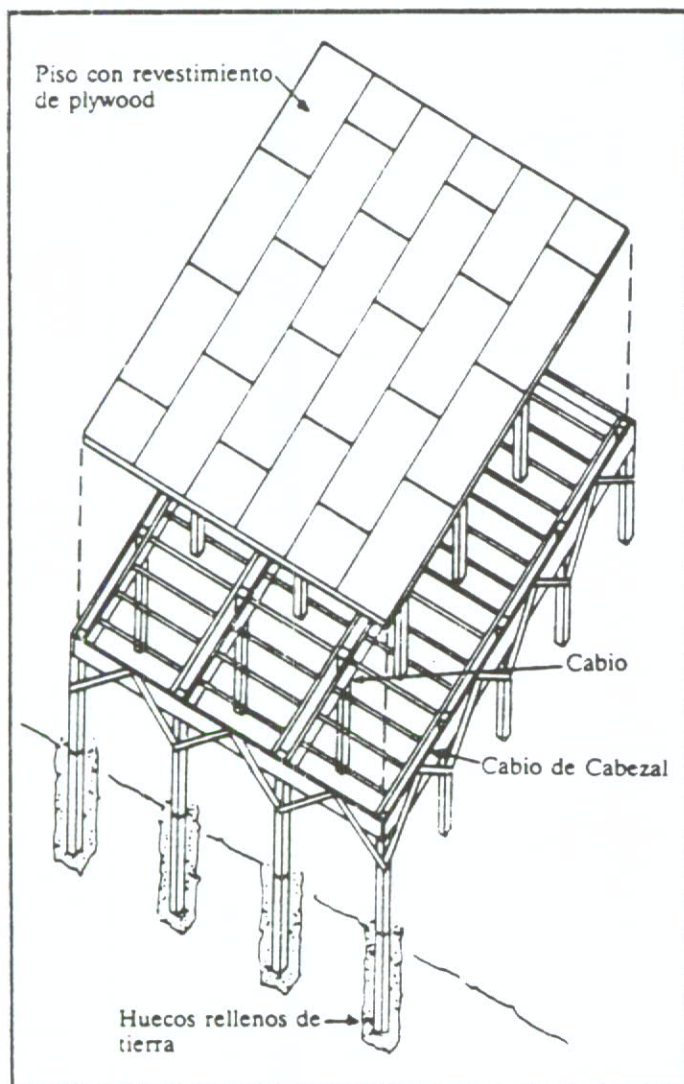 Piso con revestimiento
de plywood
Cabio
Cabio de Cabezal
Huecos rellenos de
tierra